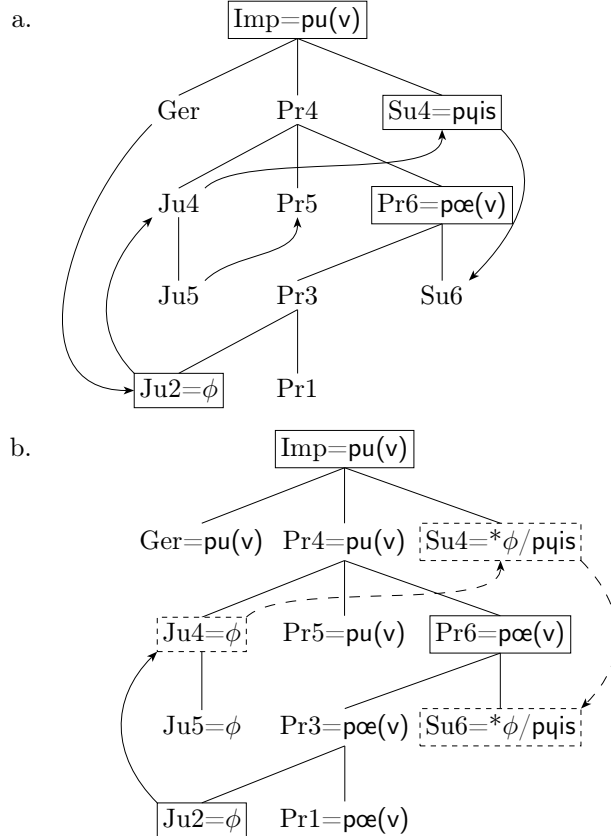 a.
Imp=pu(v)
Ger Pr4 Su4=pɥis
Ju4 Pr5 Pr6=pœ(v)
Ju5 Pr3 Su6
Ju2=ϕ Pr1
b.
Imp=pu(v)
Ger=pu(v) Pr4=pu(v) Su4=*ϕ/pɥis
Ju4=ϕ Pr5=pu(v) Pr6=pœ(v)
Ju5=ϕ Pr3=pœ(v) Su6=*ϕ/pɥis
Ju2=ϕ Pr1=pœ(v)